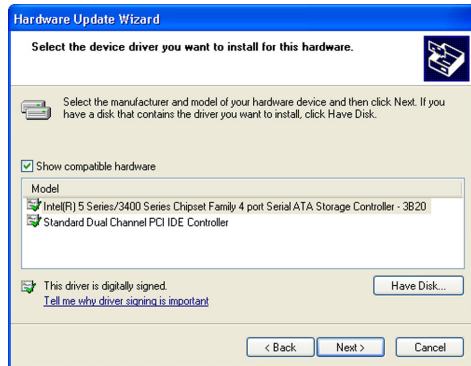 Hardware Update Wizard
Select the device driver you want to install for this hardware.
Select the manufacturer and model of your hardware device and then click Next. If you
have a disk that contains the driver you want to install, click Have Disk.
Show compatible hardware
Model
Intel(R) 5 Series/3400 Series Chipset Family 4 port Serial ATA Storage Controller - 3B20
Standard Dual Channel PCI IDE Controller
This driver is digitally signed.
Have Disk...
Tell me why driver signing is important
< Back
Next >
Cancel